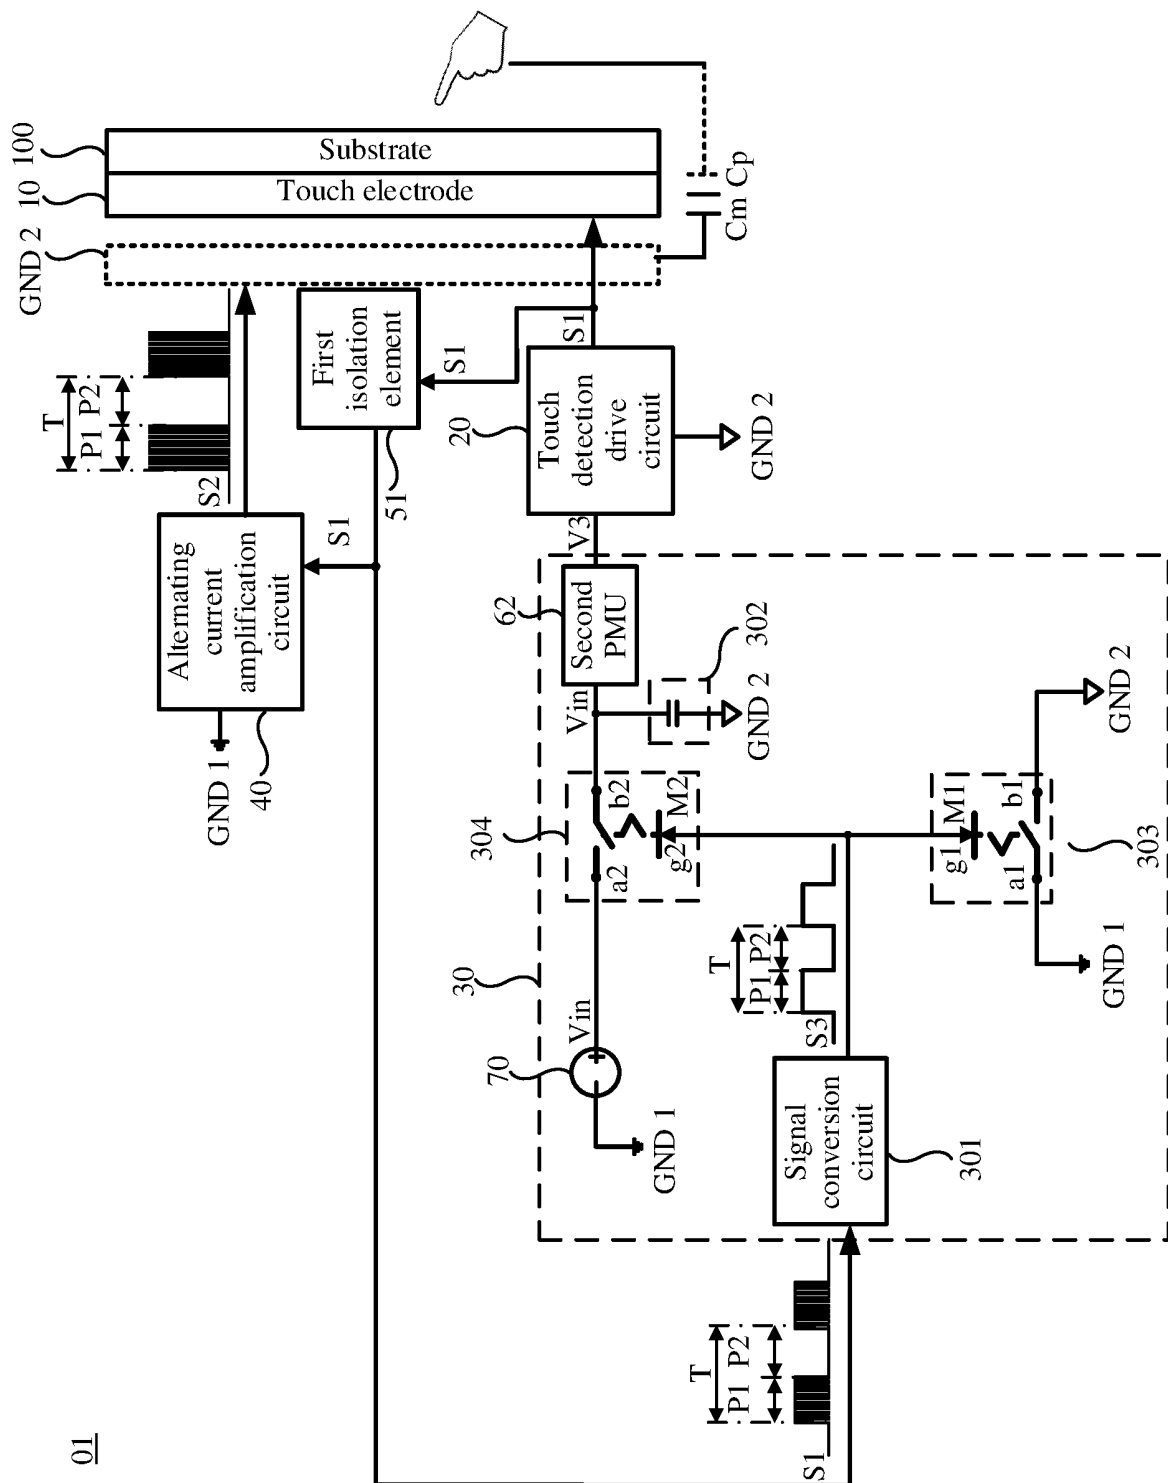 01
GND 2
10
100
Substrate
Touch electrode
Cm Cp
T
P1 P2
S2
Alternating
current
amplification
circuit
GND 1
40
S1
First
isolation
element
51
S1
S1
20
Touch
detection
drive
circuit
GND 2
V3
62
Second
PMU
Vin
302
GND 2
304
a2
b2
g2
M2
30
70
Vin
GND 1
T
P1 P2
S3
Signal
conversion
circuit
301
g1
M1
a1
b1
303
GND 1
GND 2
T
P1 P2
S1